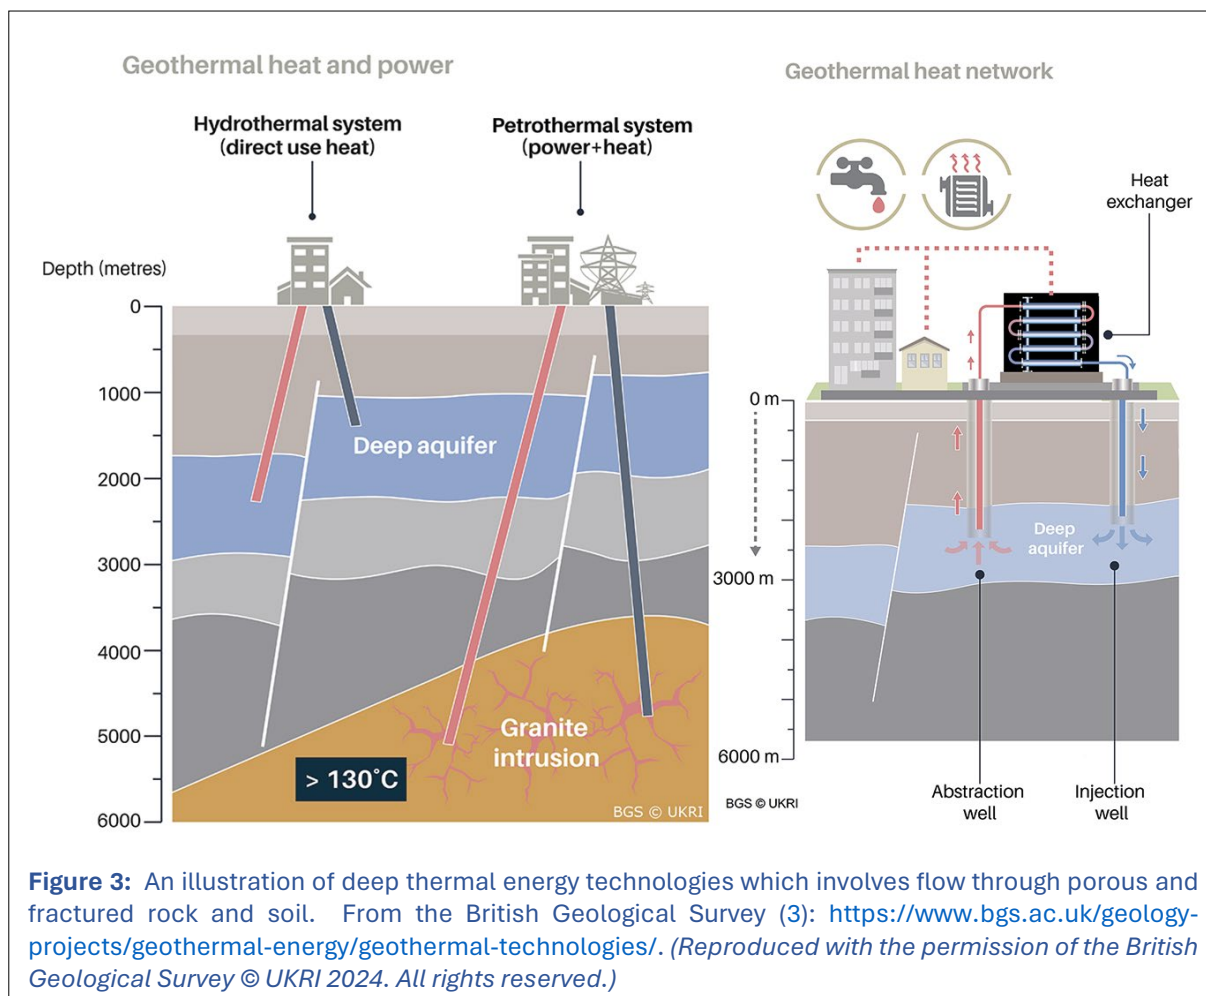 Geothermal heat and power
Hydrothermal system
(direct use heat)
Petrothermal system
(power+heat)
Depth (metres)
0
1000
2000
3000
4000
5000
6000
Deep aquifer
Granite
intrusion
> 130°C
BGS © UKRI
Geothermal heat network
Heat
exchanger
0 m
3000 m
6000 m
Deep
aquifer
BGS © UKRI
Abstraction
well
Injection
well
Figure 3: An illustration of deep thermal energy technologies which involves flow through porous and
fractured rock and soil. From the British Geological Survey (3): https://www.bgs.ac.uk/geology-
projects/geothermal-energy/geothermal-technologies/. (Reproduced with the permission of the British
Geological Survey © UKRI 2024. All rights reserved.)